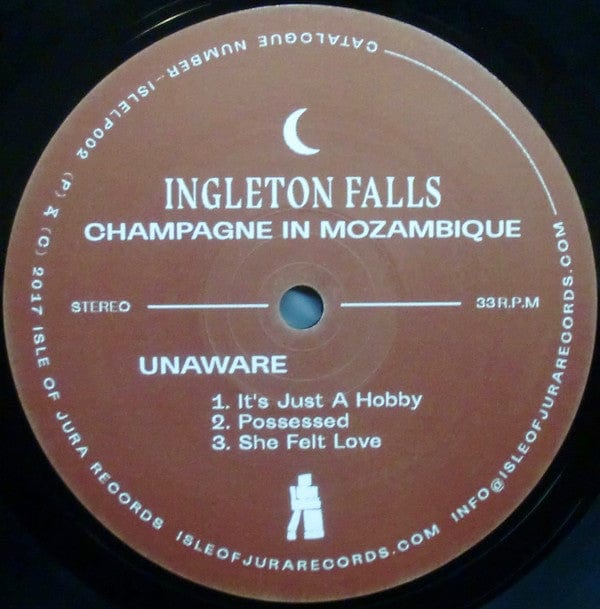 INGLETON FALLS
CHAMPAGNE IN MOZAMBIQUE
STEREO
33 R.P.M
UNAWARE
1. It's Just A Hobby
2. Possessed
3. She Felt Love
CATALOGUE NUMBER–ISLELP002 (P) & (C) 2017 ISLE OF JURA RECORDS ISLEOFJURARECORDS.COM INFO@ISLEOFJURARECORDS.COM